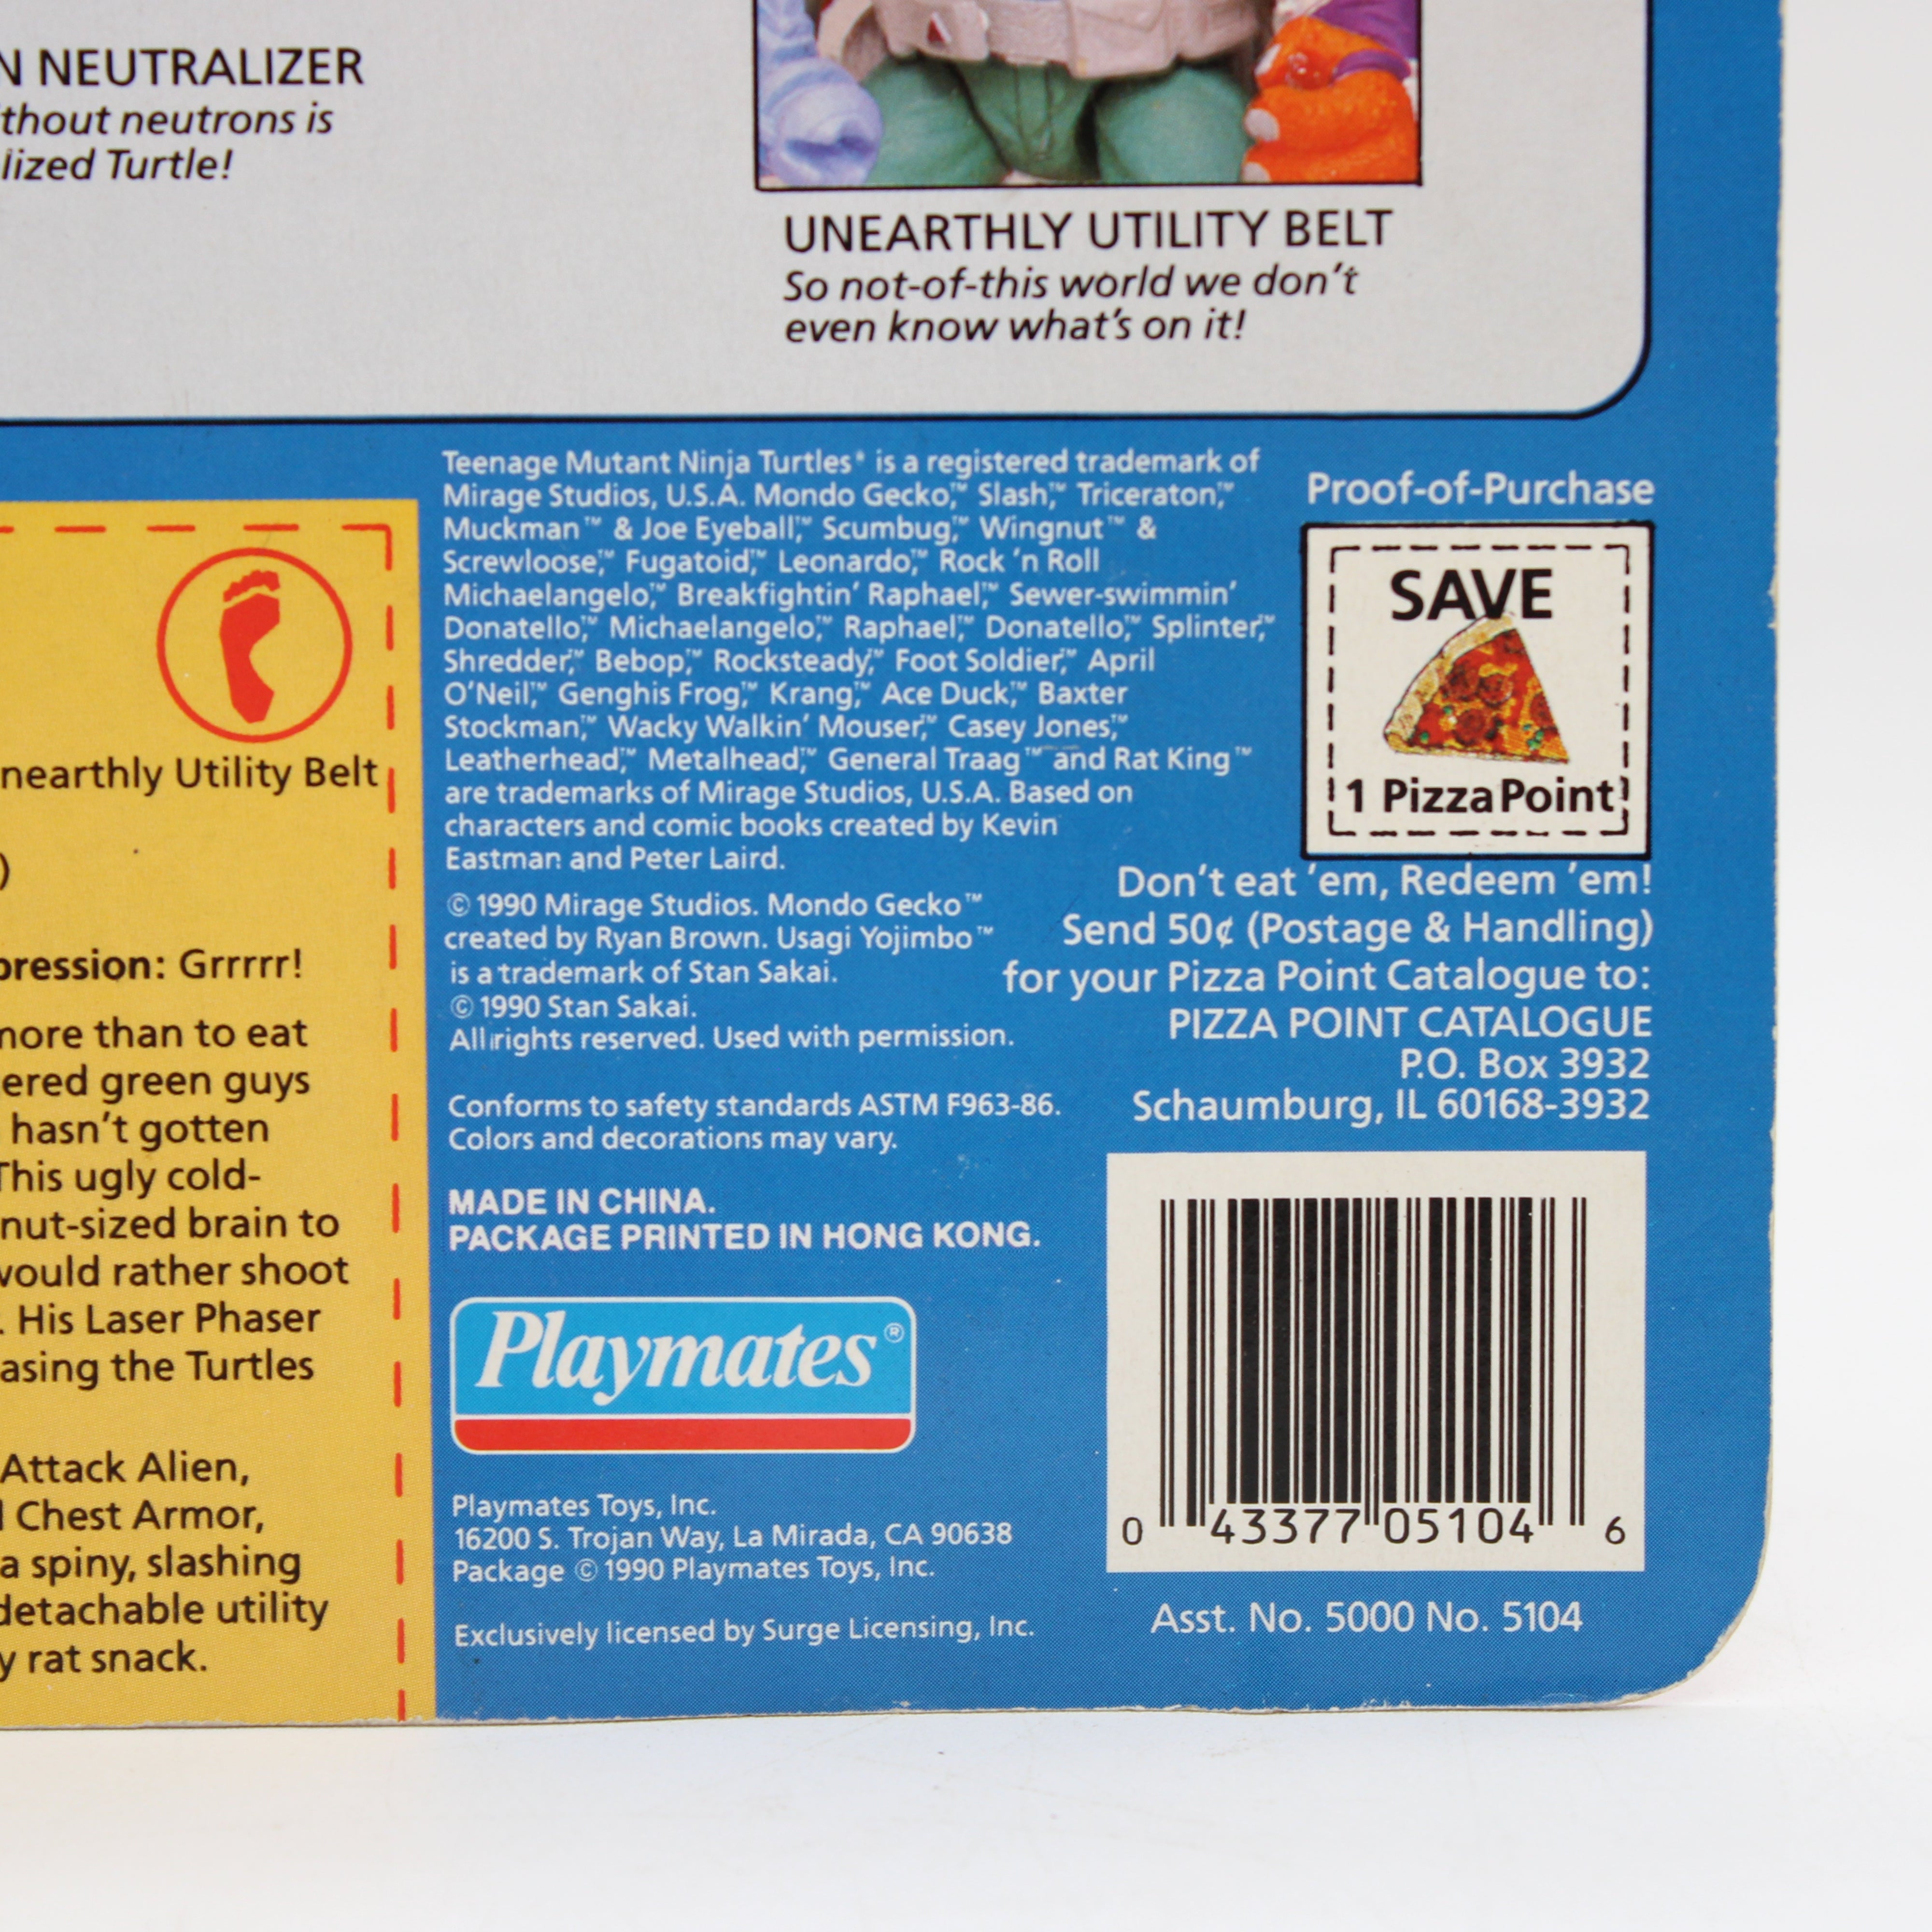 N NEUTRALIZER
thout neutrons is
lized Turtle!
UNEARTHLY UTILITY BELT
So not-of-this world we don't
even know what's on it!
nearthly Utility Belt
)
pression: Grrrrr!
more than to eat
ered green guys
hasn't gotten
This ugly cold-
nut-sized brain to
would rather shoot
. His Laser Phaser
asing the Turtles
Attack Alien,
l Chest Armor,
a spiny, slashing
detachable utility
y rat snack.
Teenage Mutant Ninja Turtles® is a registered trademark of
Mirage Studios, U.S.A. Mondo Gecko,™ Slash,™ Triceraton,™
Muckman™ & Joe Eyeball,™ Scumbug,™ Wingnut™ &
Screwloose,™ Fugatoid,™ Leonardo,™ Rock 'n Roll
Michaelangelo,™ Breakfightin' Raphael,™ Sewer-swimmin'
Donatello,™ Michaelangelo,™ Raphael,™ Donatello,™ Splinter,™
Shredder,™ Bebop,™ Rocksteady,™ Foot Soldier,™ April
O'Neil,™ Genghis Frog,™ Krang,™ Ace Duck,™ Baxter
Stockman,™ Wacky Walkin' Mouser,™ Casey Jones,™
Leatherhead,™ Metalhead,™ General Traag™ and Rat King™
are trademarks of Mirage Studios, U.S.A. Based on
characters and comic books created by Kevin
Eastman and Peter Laird.
© 1990 Mirage Studios. Mondo Gecko™
created by Ryan Brown. Usagi Yojimbo™
is a trademark of Stan Sakai.
© 1990 Stan Sakai.
All rights reserved. Used with permission.
Conforms to safety standards ASTM F963-86.
Colors and decorations may vary.
MADE IN CHINA.
PACKAGE PRINTED IN HONG KONG.
Playmates®
Playmates Toys, Inc.
16200 S. Trojan Way, La Mirada, CA 90638
Package © 1990 Playmates Toys, Inc.
Exclusively licensed by Surge Licensing, Inc.
Proof-of-Purchase
SAVE
1 Pizza Point
Don't eat 'em, Redeem 'em!
Send 50¢ (Postage & Handling)
for your Pizza Point Catalogue to:
PIZZA POINT CATALOGUE
P.O. Box 3932
Schaumburg, IL 60168-3932
0 43377 05104 6
Asst. No. 5000 No. 5104